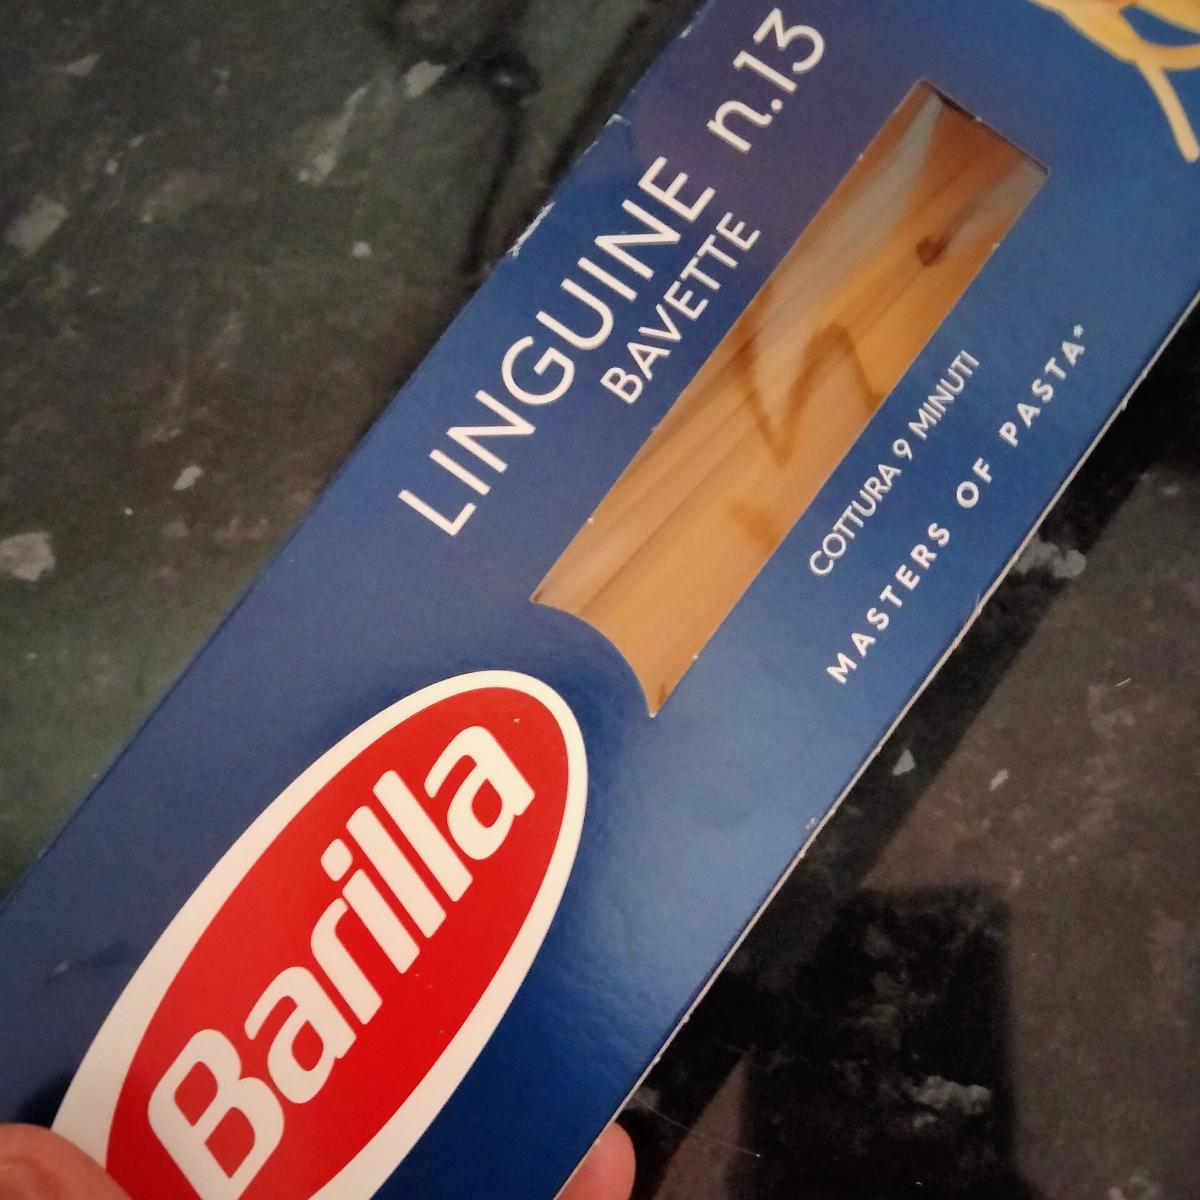 LINGUINE n.13
BAVETTE
COTTURA 9 MINUTI
MASTERS OF PASTA*
Barilla